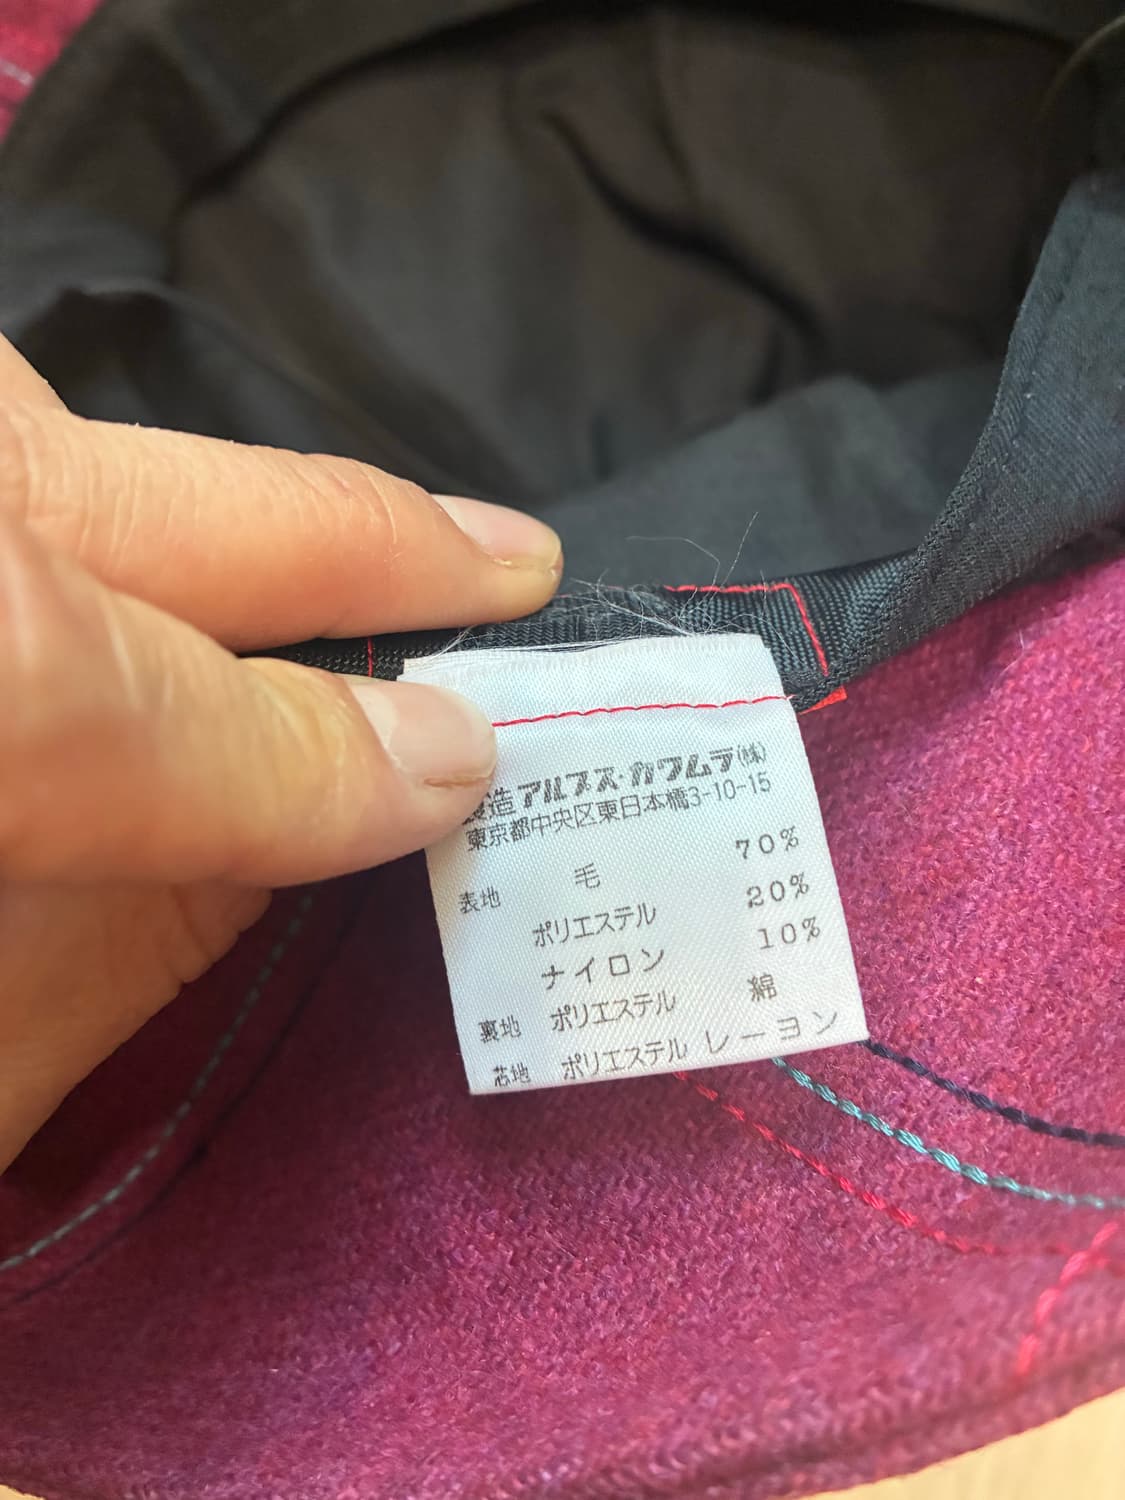 製造 アルプス・カワムラ(株)
東京都中央区東日本橋3-10-15
表地 毛 70%
ポリエステル 20%
ナイロン 10%
裏地 ポリエステル 綿
芯地 ポリエステル レーヨン